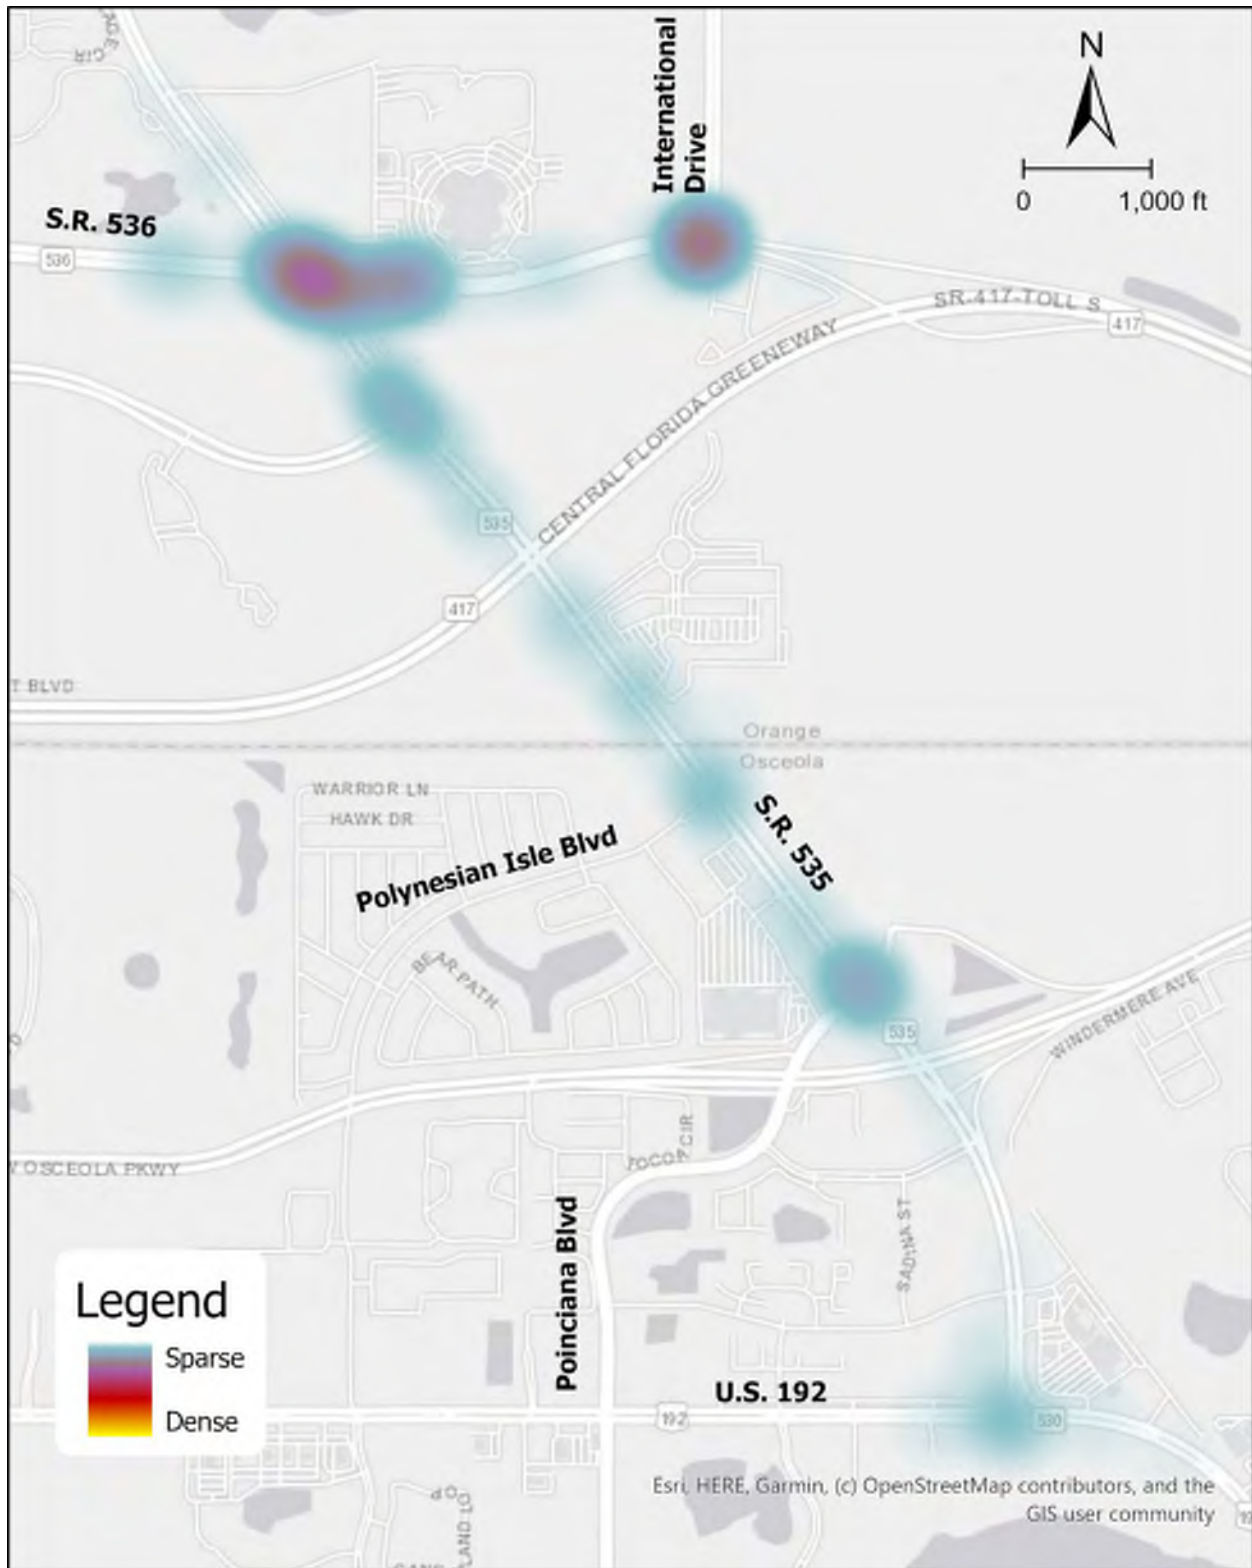 International
Drive
N
0 1,000 ft
CIR
S.R. 536
536
SR-417-TOLL S
417
CENTRAL FLORIDA GREENEWAY
535
417
T BLVD
Orange
Osceola
WARRIOR LN
HAWK DR
S.R. 535
Polynesian Isle Blvd
BEAR PATH
535
WINDERMERE AVE
W OSCEOLA PKWY
CIR
Poinciana Blvd
Legend
Sparse
Dense
U.S. 192
192
530
Esri, HERE, Garmin, (c) OpenStreetMap contributors, and the
GIS user community